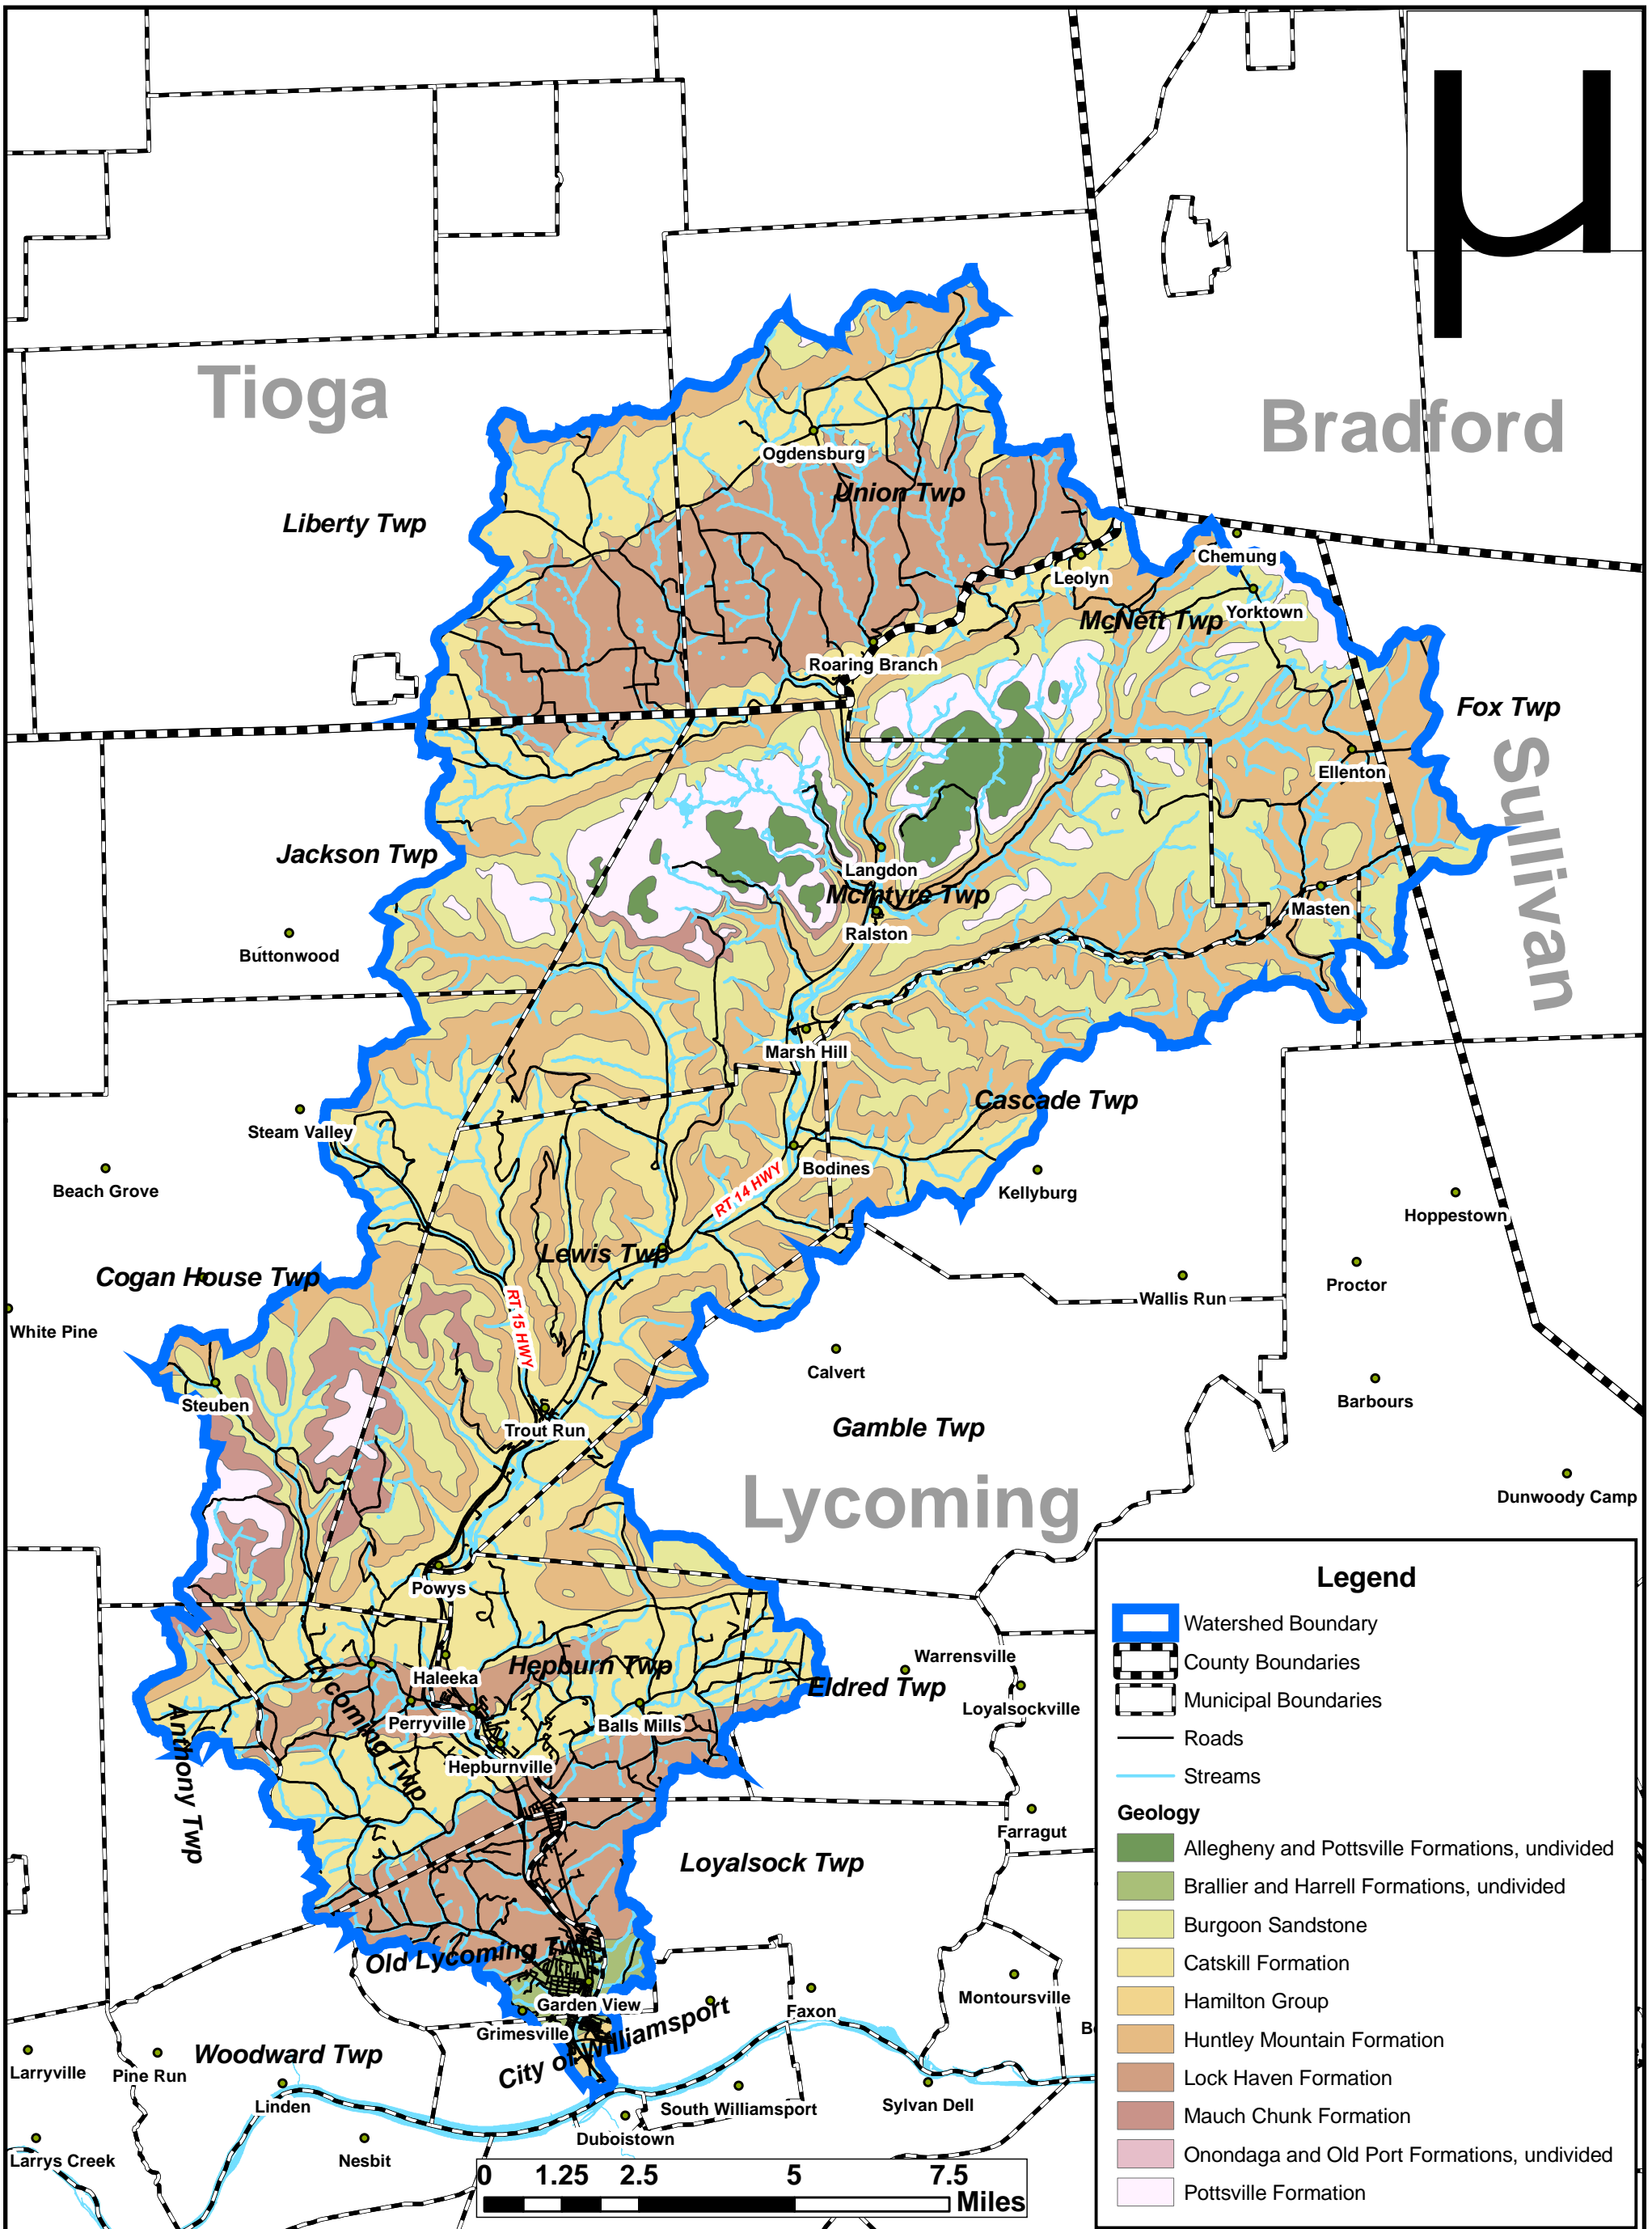 µ
Tioga
Bradford
Ogdensburg
Union Twp
Liberty Twp
Chemung
Leolyn
Yorktown
McNett Twp
Roaring Branch
Fox Twp
Sullivan
Ellenton
Jackson Twp
Langdon
McIntyre Twp
Masten
Ralston
Buttonwood
Marsh Hill
Cascade Twp
Steam Valley
Bodines
Beach Grove
Kellyburg
RT 14 HWY
Hoppestown
Lewis Twp
Cogan House Twp
Proctor
Wallis Run
RT 15 HWY
White Pine
Calvert
Barbours
Steuben
Trout Run
Gamble Twp
Lycoming
Dunwoody Camp
Powys
Haleeka
Hepburn Twp
Warrensville
Eldred Twp
Loyalsockville
Lycoming Twp
Perryville
Balls Mills
Anthony Twp
Hepburnville
Farragut
Loyalsock Twp
Old Lycoming Twp
Garden View
Faxon
Montoursville
Grimesville
City of Williamsport
Woodward Twp
Larryville
Pine Run
Linden
South Williamsport
Sylvan Dell
Duboistown
Larrys Creek
Nesbit
0 1.25 2.5 5 7.5
Miles
Legend
Watershed Boundary
County Boundaries
Municipal Boundaries
Roads
Streams
Geology
Allegheny and Pottsville Formations, undivided
Brallier and Harrell Formations, undivided
Burgoon Sandstone
Catskill Formation
Hamilton Group
Huntley Mountain Formation
Lock Haven Formation
Mauch Chunk Formation
Onondaga and Old Port Formations, undivided
Pottsville Formation